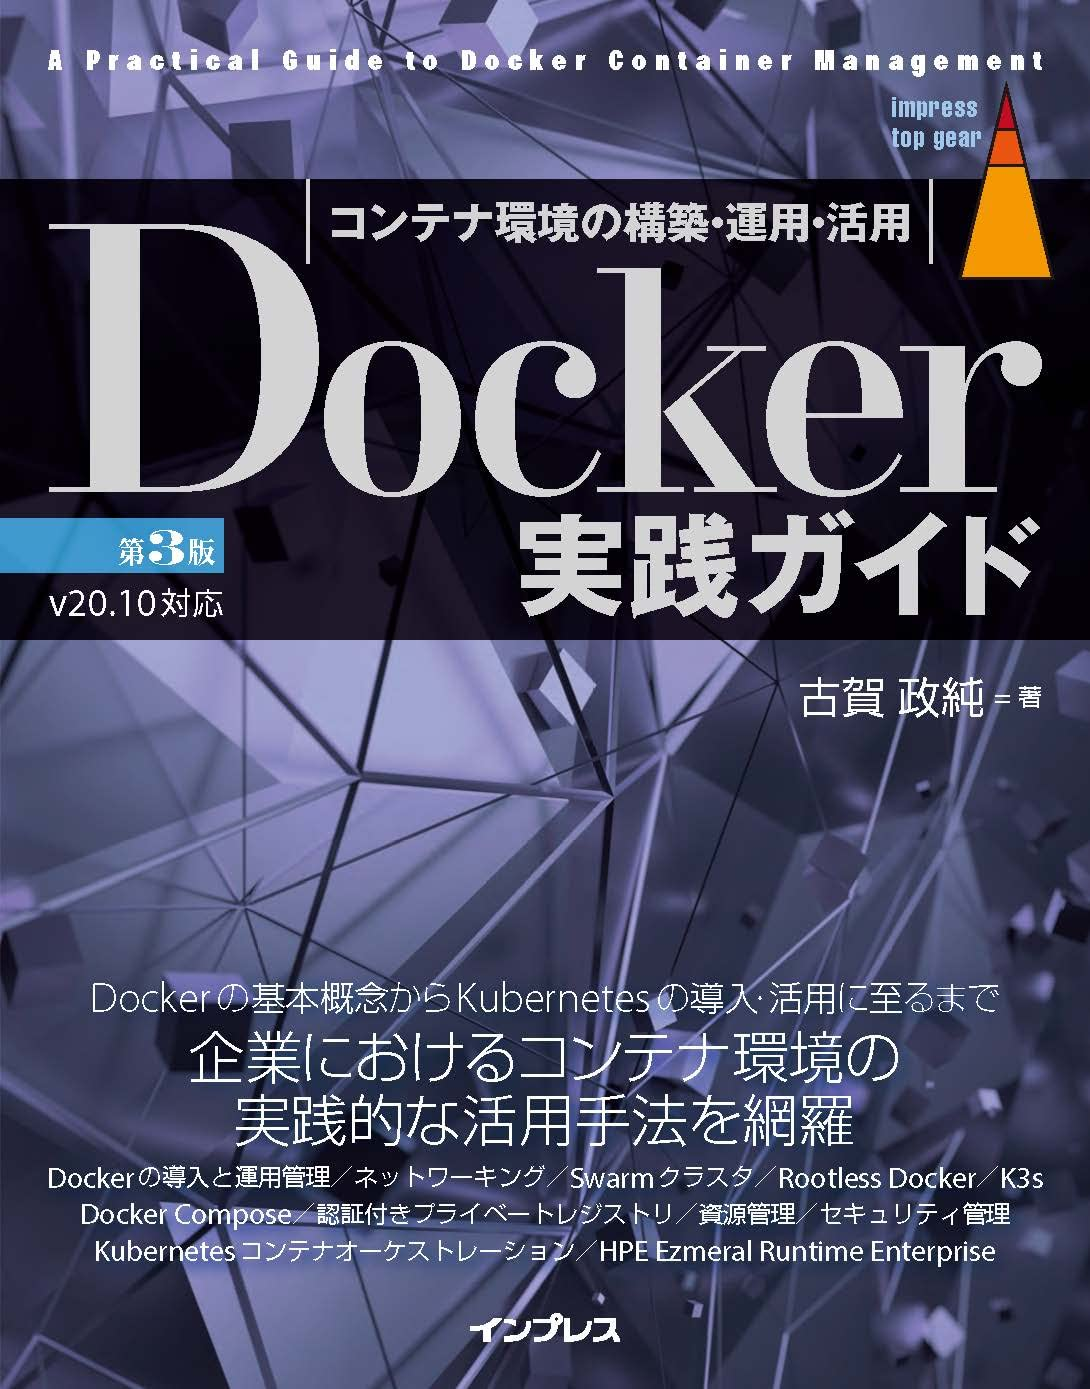 A Practical Guide to Docker Container Management
impress
top gear
コンテナ環境の構築・運用・活用
Docker
実践ガイド
第3版
v20.10対応
古賀 政純=著
Dockerの基本概念からKubernetesの導入・活用に至るまで
企業におけるコンテナ環境の
実践的な活用手法を網羅
Dockerの導入と運用管理／ネットワーキング／Swarmクラスタ／Rootless Docker／K3s
Docker Compose／認証付きプライベートレジストリ／資源管理／セキュリティ管理
Kubernetesコンテナオーケストレーション／HPE Ezmeral Runtime Enterprise
インプレス